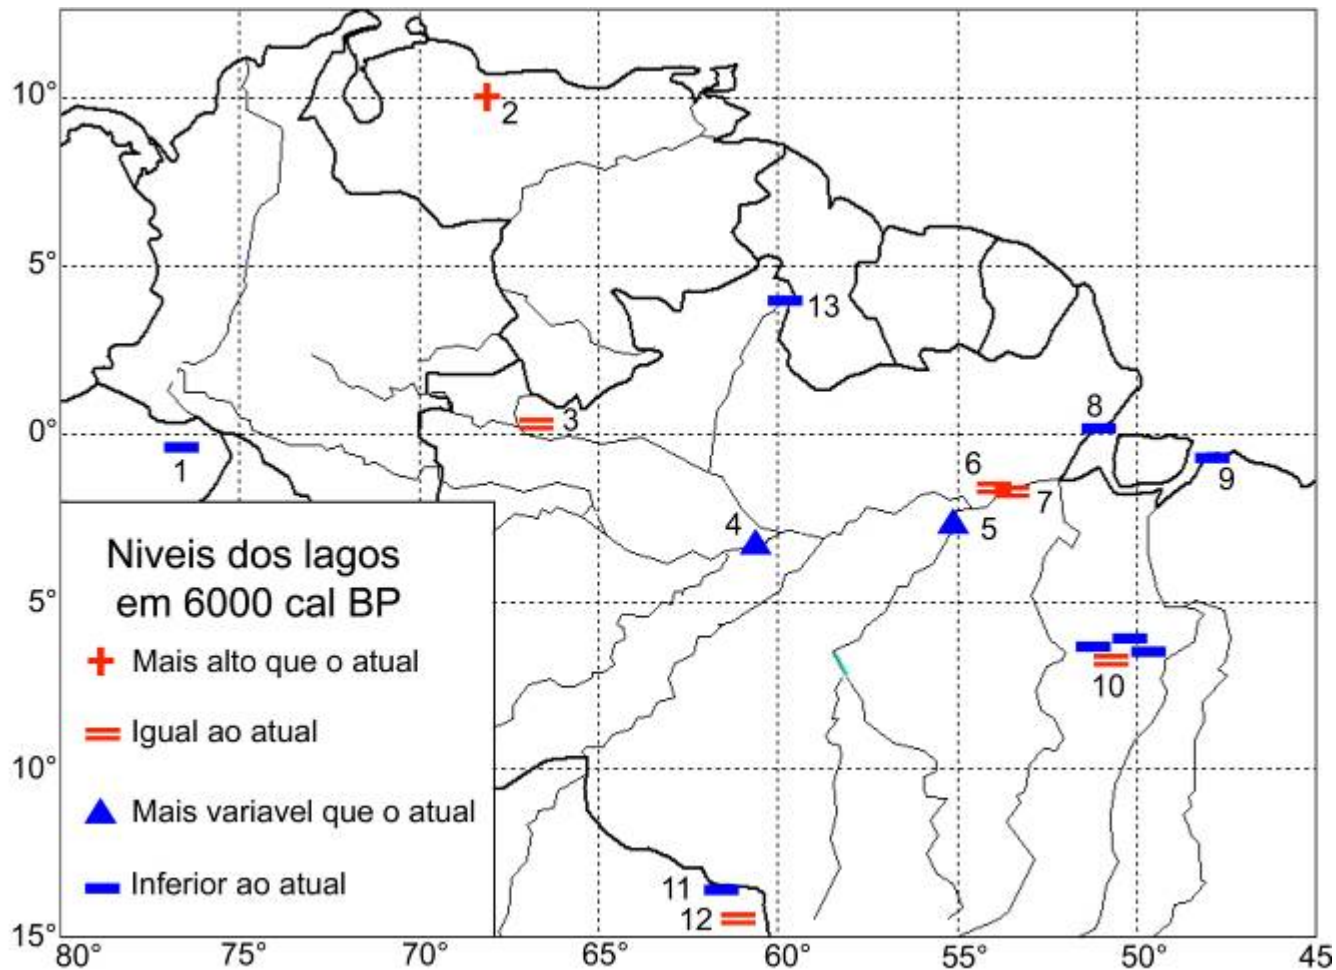 10°
2
5°
13
0°
3
8
1
6
9
7
4
5
Niveis dos lagos
em 6000 cal BP
5°
Mais alto que o atual
10
Igual ao atual
10°
Mais variavel que o atual
Inferior ao atual
11
12
15°
80° 75° 70° 65° 60° 55° 50° 45